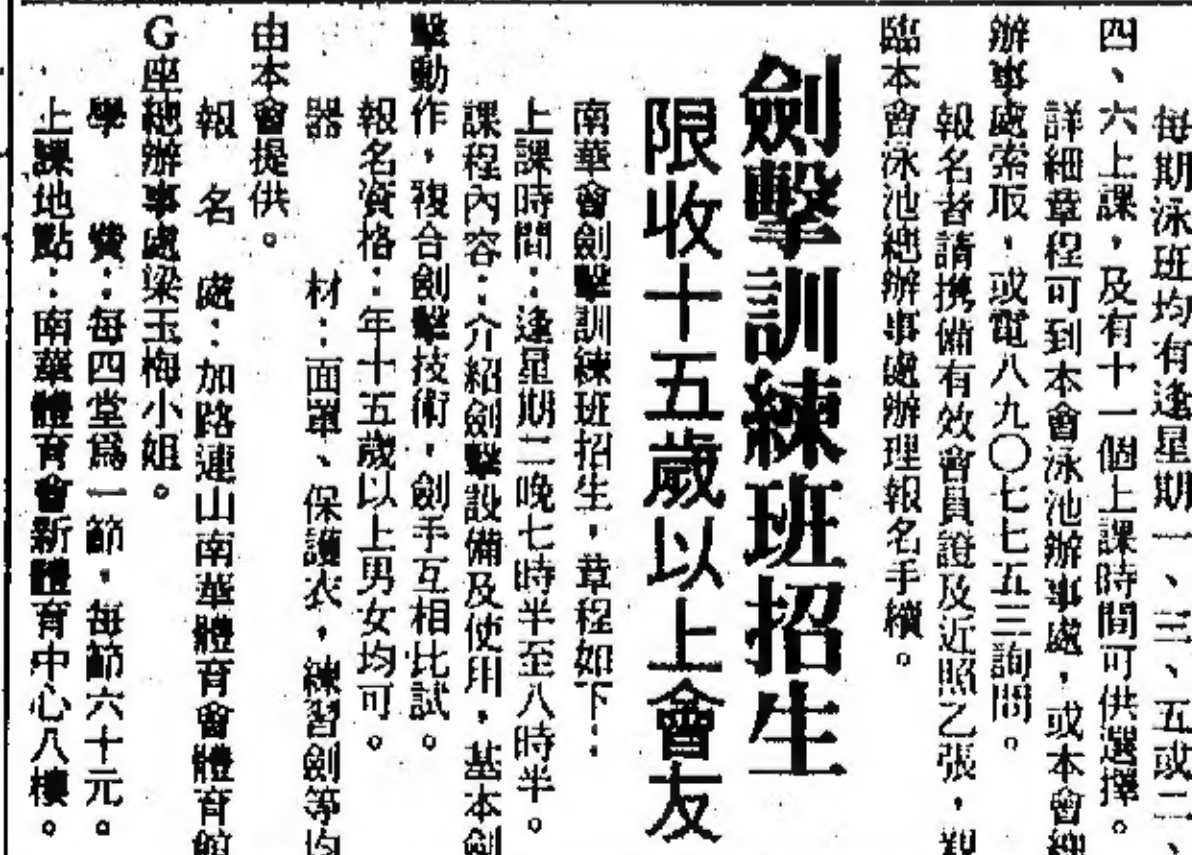 每期泳班均有逢星期一、三、五或二、
四、六上課，及有十一個上課時間可供選擇。
詳細章程可到本會泳池辦事處，或本會總
辦事處索取，或電八九〇七七五三詢問。
報名者請携備有效會員證及近照乙張，親
臨本會泳池總辦事處辦理報名手續。
劍擊訓練班招生
限收十五歲以上會友
南華會劍擊訓練班招生，章程如下：
上課時間：逢星期二晚七時半至八時半。
課程內容：介紹劍擊設備及使用，基本劍
擊動作，複合劍擊技術，劍手互相比試。
報名資格：年十五歲以上男女均可。
器　　材：面罩、保護衣，練習劍等均
由本會提供。
報　名　處：加路連山南華體育會體育館
G座總辦事處梁玉梅小姐。
學　　費：每四堂爲一節，每節六十元。
上課地點：南華體育會新體育中心八樓。